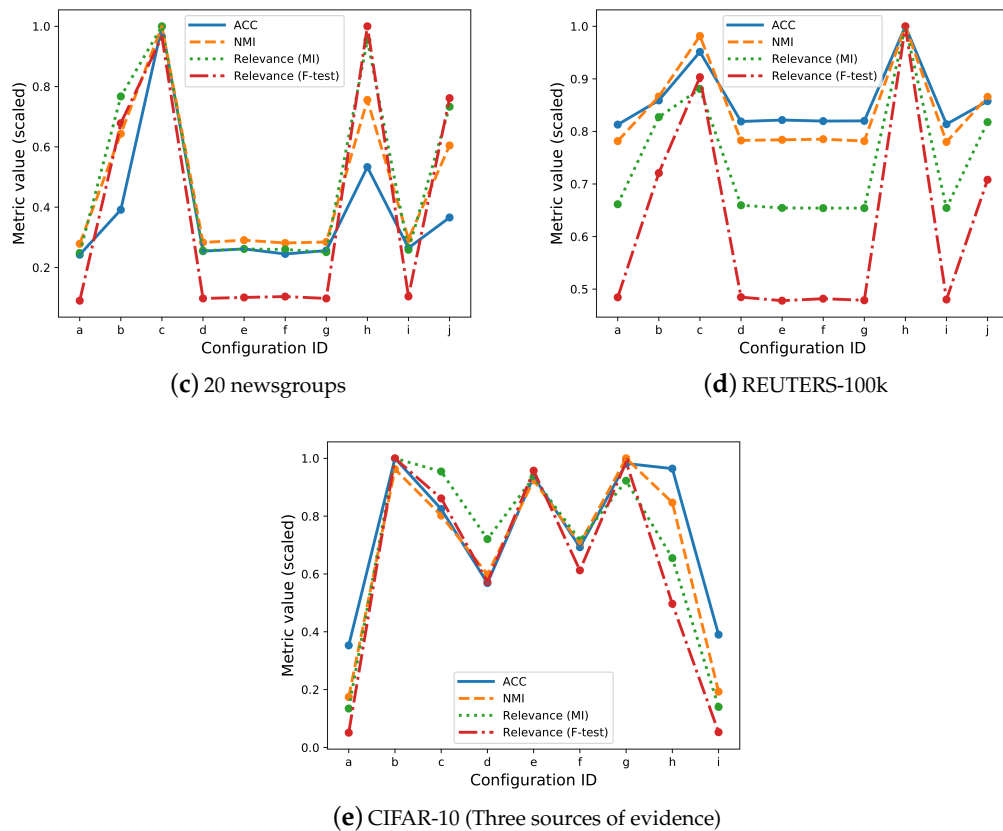 1.0
0.8
0.6
0.4
0.2
Metric value (scaled)
ACC
NMI
Relevance (MI)
Relevance (F-test)
a b c d e f g h i j
Configuration ID
(c) 20 newsgroups
1.0
0.9
0.8
0.7
0.6
0.5
Metric value (scaled)
ACC
NMI
Relevance (MI)
Relevance (F-test)
a b c d e f g h i j
Configuration ID
(d) REUTERS-100k
1.0
0.8
0.6
0.4
0.2
0.0
Metric value (scaled)
ACC
NMI
Relevance (MI)
Relevance (F-test)
a b c d e f g h i
Configuration ID
(e) CIFAR-10 (Three sources of evidence)